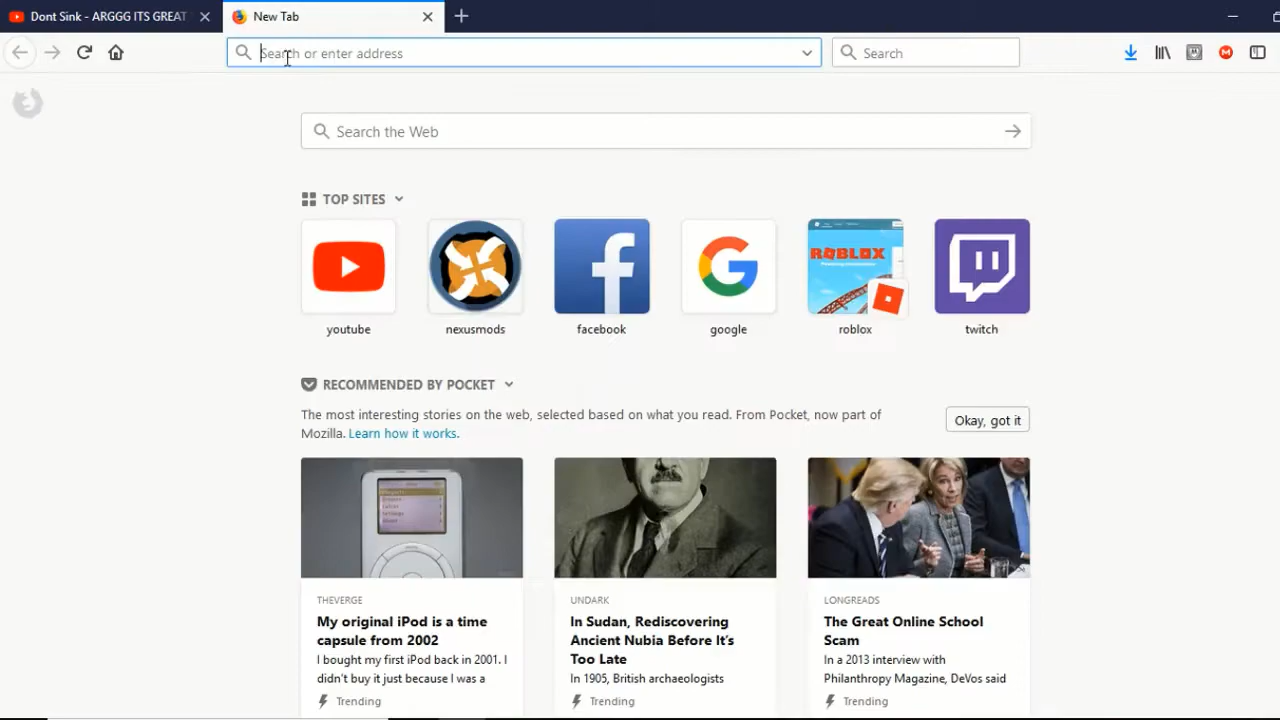 Dont Sink - ARGGG ITS GREAT
New Tab
Search or enter address
Search
Search the Web
TOP SITES
ROBLOX
youtube
nexusmods
facebook
google
roblox
twitch
RECOMMENDED BY POCKET
The most interesting stories on the web, selected based on what you read. From Pocket, now part of
Mozilla. Learn how it works.
Okay, got it
THEVERGE
My original iPod is a time
capsule from 2002
I bought my first iPod back in 2001. I
didn't buy it just because I was a
Trending
UNDARK
In Sudan, Rediscovering
Ancient Nubia Before It's
Too Late
In 1905, British archaeologists
Trending
LONGREADS
The Great Online School
Scam
In a 2013 interview with
Philanthropy Magazine, DeVos said
Trending